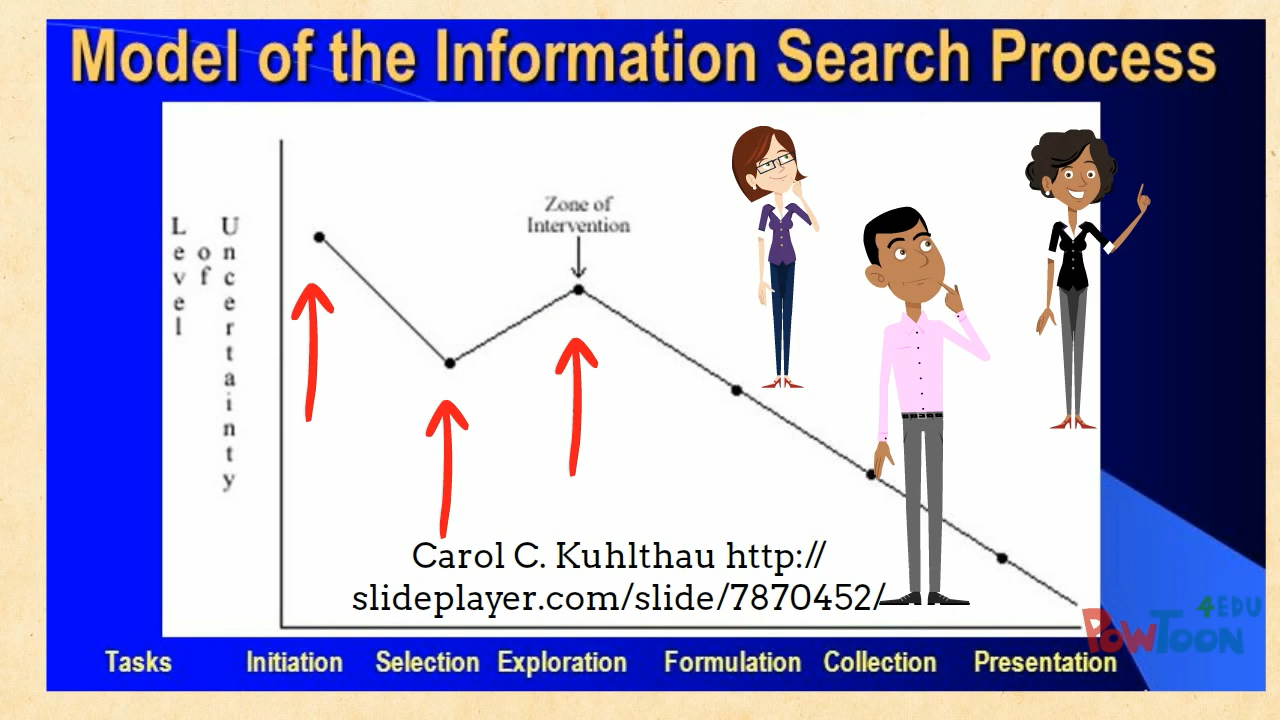 Model of the Information Search Process
Level of Uncertainty
Zone of
Intervention
Carol C. Kuhlthau http://
slideplayer.com/slide/7870452/
Tasks Initiation Selection Exploration Formulation Collection Presentation
4EDU
PowToon